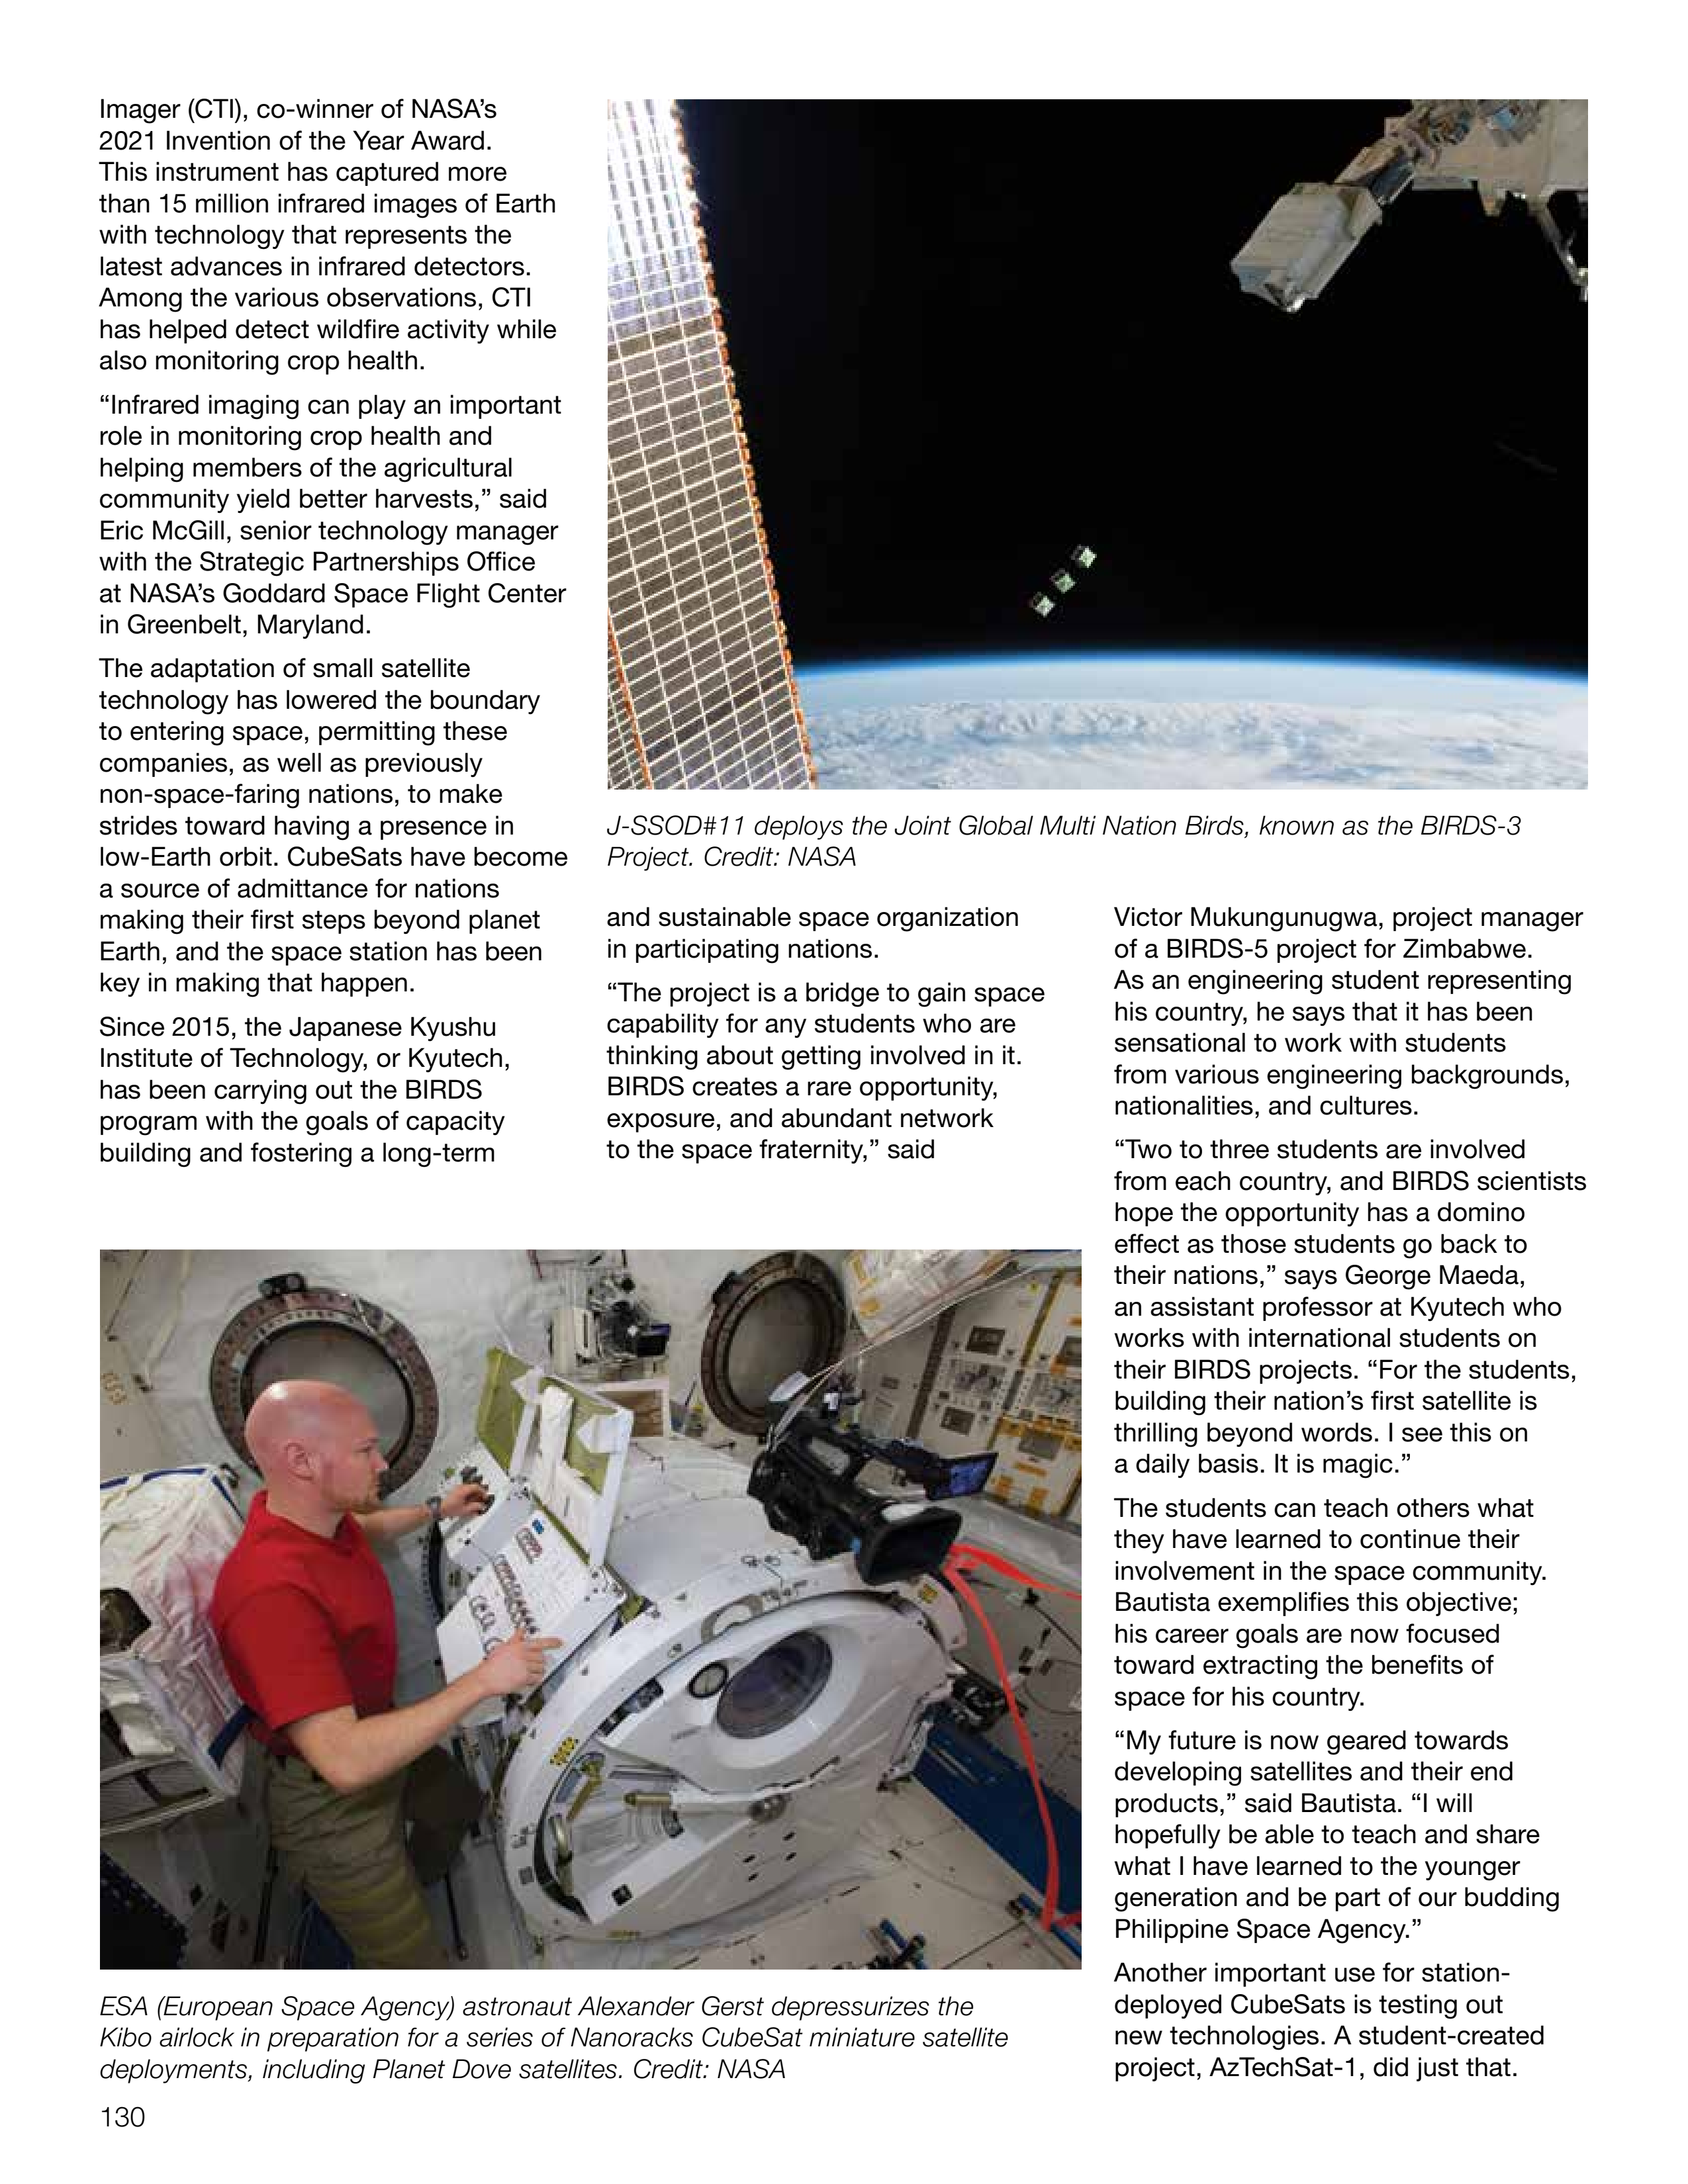 Imager (CTI), co-winner of NASA’s
2021 Invention of the Year Award.
This instrument has captured more
than 15 million infrared images of Earth
with technology that represents the
latest advances in infrared detectors.
Among the various observations, CTI
has helped detect wildfire activity while
also monitoring crop health.
“Infrared imaging can play an important
role in monitoring crop health and
helping members of the agricultural
community yield better harvests,” said
Eric McGill, senior technology manager
with the Strategic Partnerships Office
at NASA’s Goddard Space Flight Center
in Greenbelt, Maryland.
The adaptation of small satellite
technology has lowered the boundary
to entering space, permitting these
companies, as well as previously
non-space-faring nations, to make
strides toward having a presence in
low-Earth orbit. CubeSats have become
a source of admittance for nations
making their first steps beyond planet
Earth, and the space station has been
key in making that happen.
Since 2015, the Japanese Kyushu
Institute of Technology, or Kyutech,
has been carrying out the BIRDS
program with the goals of capacity
building and fostering a long-term
J-SSOD#11 deploys the Joint Global Multi Nation Birds, known as the BIRDS-3
Project. Credit: NASA
and sustainable space organization
in participating nations.
“The project is a bridge to gain space
capability for any students who are
thinking about getting involved in it.
BIRDS creates a rare opportunity,
exposure, and abundant network
to the space fraternity,” said
Victor Mukungunugwa, project manager
of a BIRDS-5 project for Zimbabwe.
As an engineering student representing
his country, he says that it has been
sensational to work with students
from various engineering backgrounds,
nationalities, and cultures.
“Two to three students are involved
from each country, and BIRDS scientists
hope the opportunity has a domino
effect as those students go back to
their nations,” says George Maeda,
an assistant professor at Kyutech who
works with international students on
their BIRDS projects. “For the students,
building their nation’s first satellite is
thrilling beyond words. I see this on
a daily basis. It is magic.”
The students can teach others what
they have learned to continue their
involvement in the space community.
Bautista exemplifies this objective;
his career goals are now focused
toward extracting the benefits of
space for his country.
“My future is now geared towards
developing satellites and their end
products,” said Bautista. “I will
hopefully be able to teach and share
what I have learned to the younger
generation and be part of our budding
Philippine Space Agency.”
Another important use for station-
deployed CubeSats is testing out
new technologies. A student-created
project, AzTechSat-1, did just that.
ESA (European Space Agency) astronaut Alexander Gerst depressurizes the
Kibo airlock in preparation for a series of Nanoracks CubeSat miniature satellite
deployments, including Planet Dove satellites. Credit: NASA
130